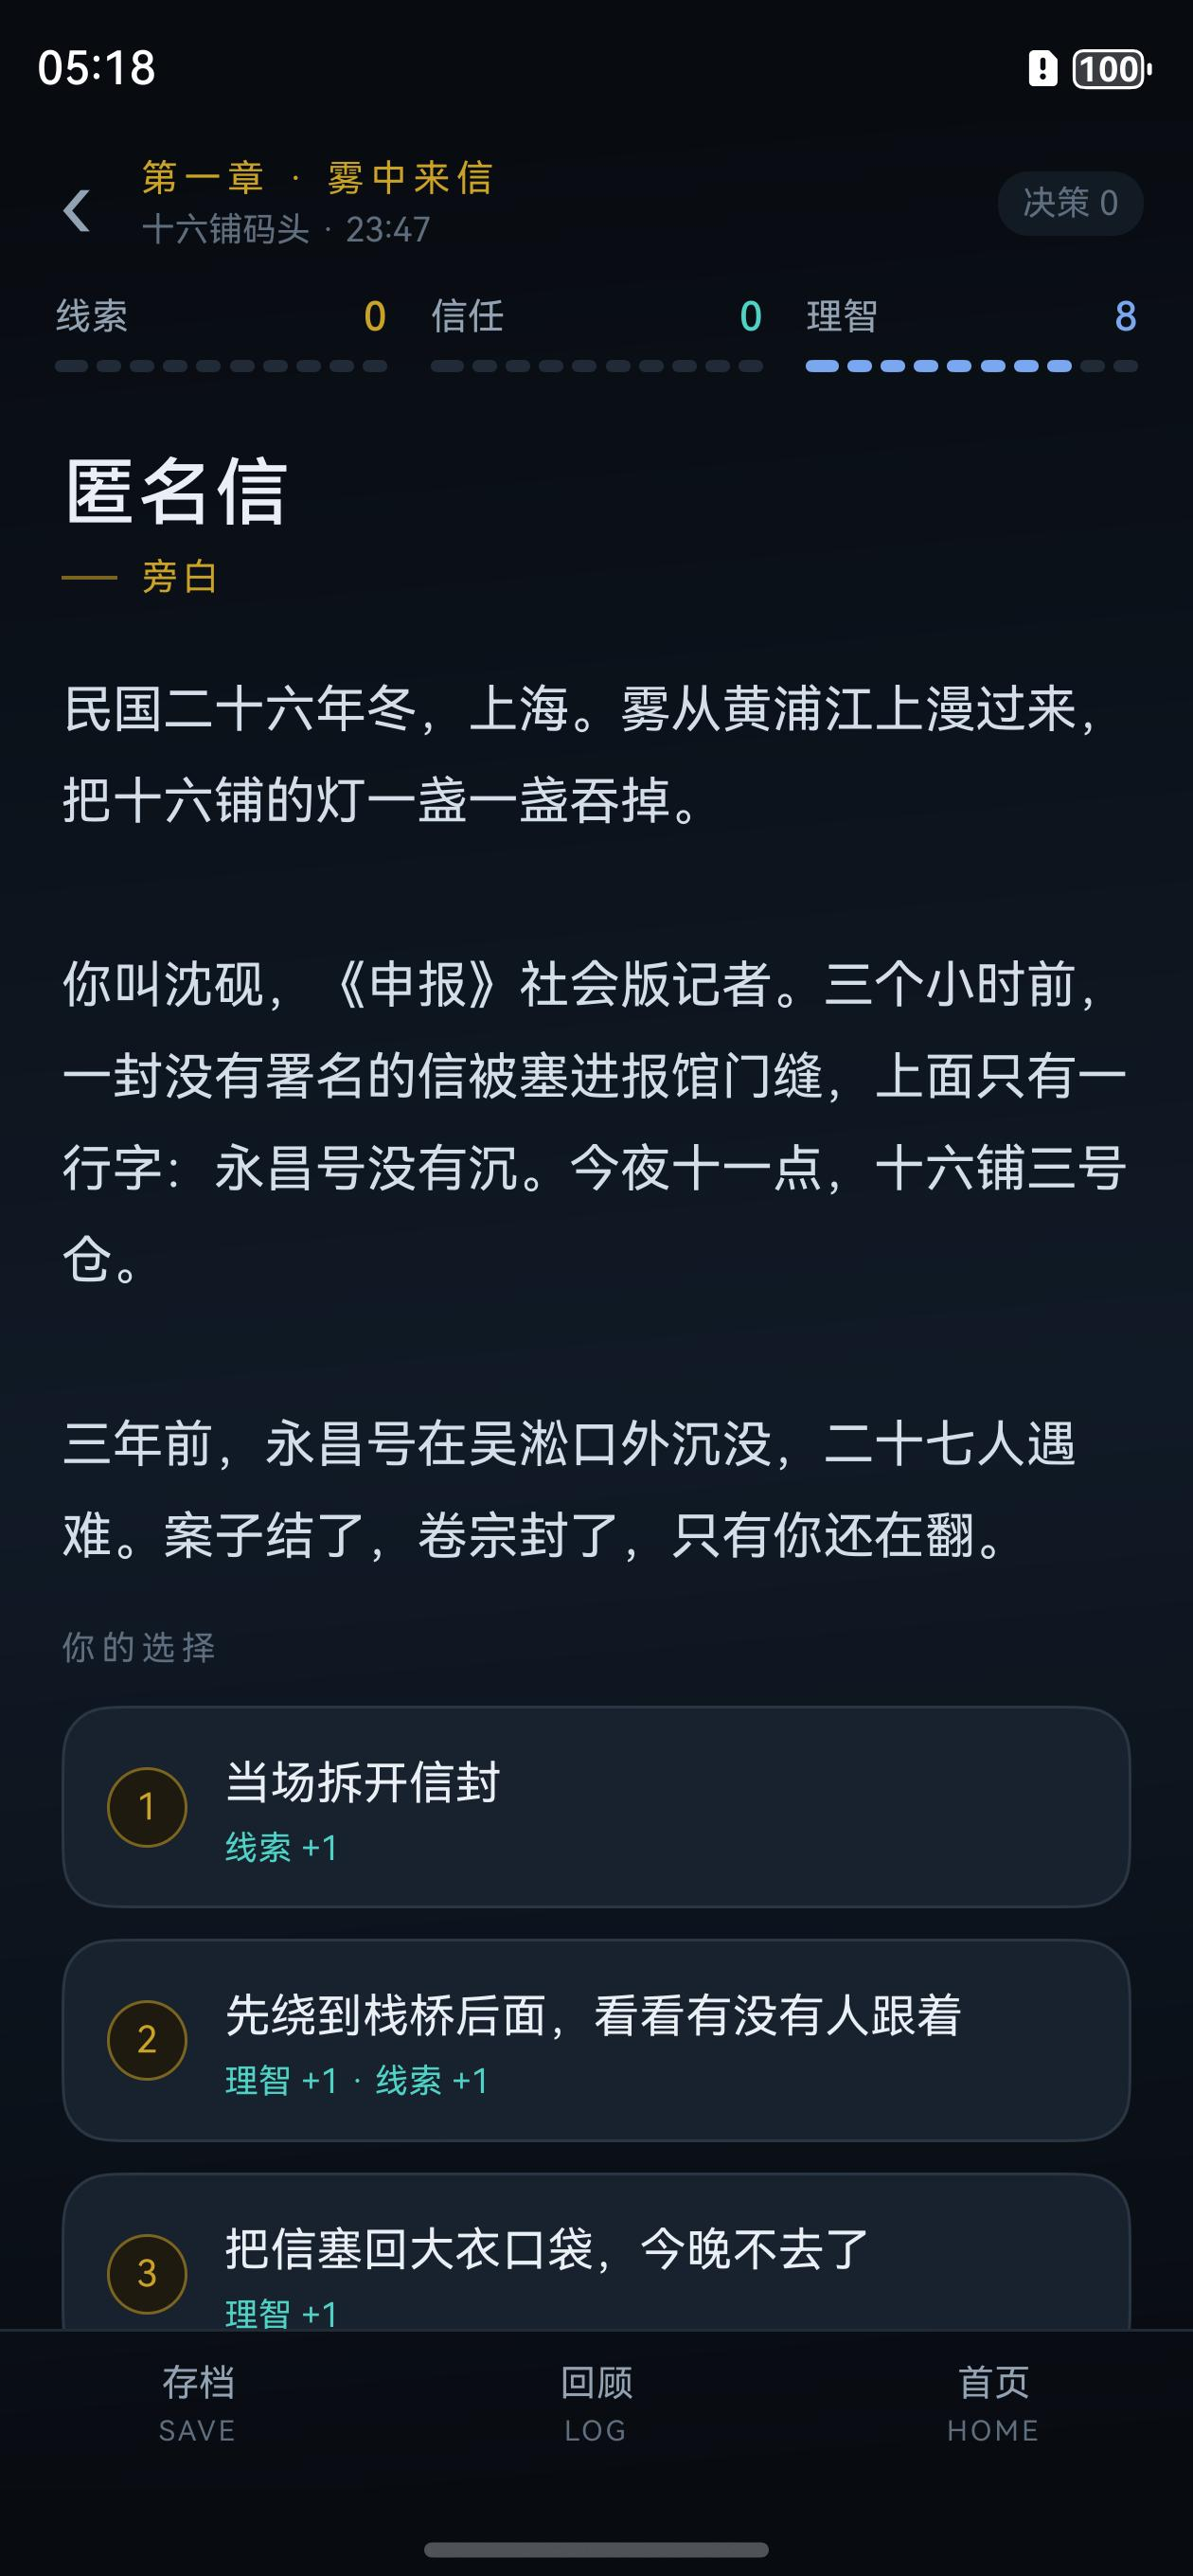 05:18
100
第一章 · 雾中来信
十六铺码头 · 23:47
决策 0
线索 0 信任 0 理智 8
匿名信
旁白
民国二十六年冬，上海。雾从黄浦江上漫过来，
把十六铺的灯一盏一盏吞掉。
你叫沈砚，《申报》社会版记者。三个小时前，
一封没有署名的信被塞进报馆门缝，上面只有一
行字：永昌号没有沉。今夜十一点，十六铺三号
仓。
三年前，永昌号在吴淞口外沉没，二十七人遇
难。案子结了，卷宗封了，只有你还在翻。
你的选择
1
当场拆开信封
线索 +1
2
先绕到栈桥后面，看看有没有人跟着
理智 +1 · 线索 +1
3
把信塞回大衣口袋，今晚不去了
理智 +1
存档 回顾 首页
SAVE LOG HOME